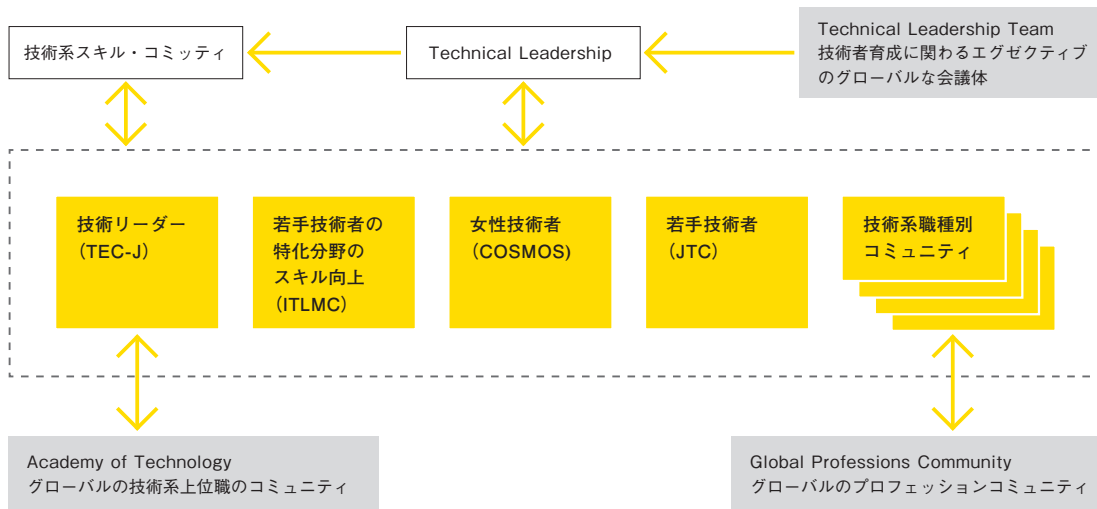 技術系スキル・コミッティ
Technical Leadership
Technical Leadership Team
技術者育成に関わるエグゼクティブ
のグローバルな会議体
技術リーダー
(TEC-J)
若手技術者の
特化分野の
スキル向上
(ITLMC)
女性技術者
(COSMOS)
若手技術者
(JTC)
技術系職種別
コミュニティ
Academy of Technology
グローバルの技術系上位職のコミュニティ
Global Professions Community
グローバルのプロフェッションコミュニティ